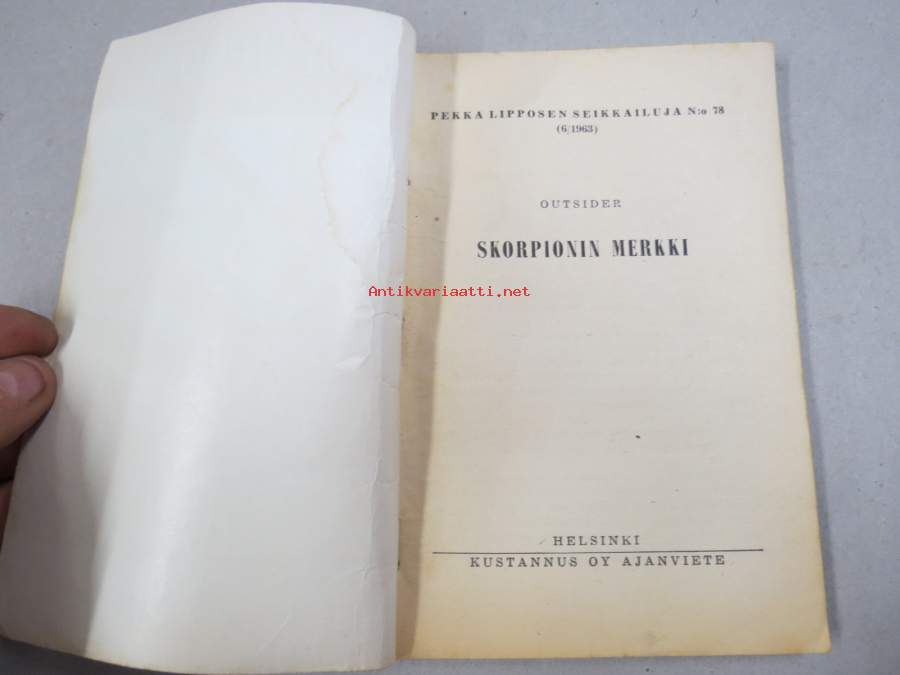 PEKKA LIPPOSEN SEIKKAILUJA N:o 78
(6/1963)
OUTSIDER
SKORPIONIN MERKKI
Antikvariaatti.net
HELSINKI
KUSTANNUS OY AJANVIETE